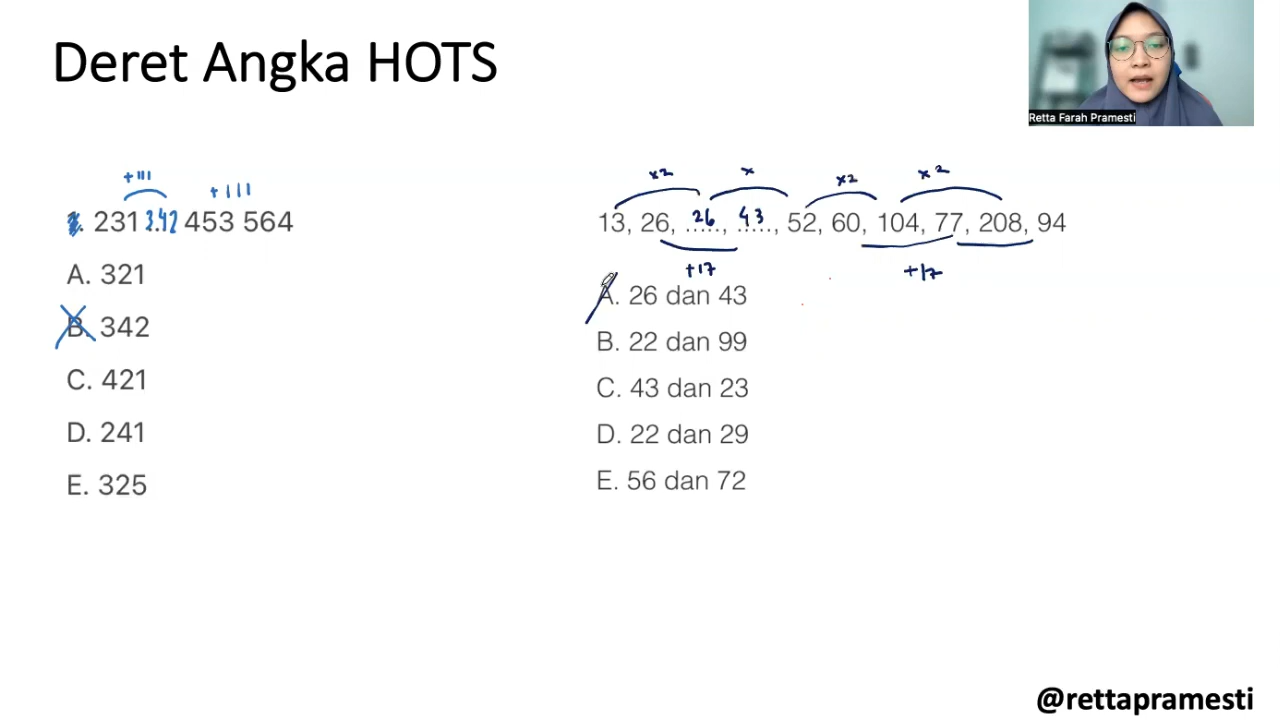 Deret Angka HOTS
Retta Farah Pramesti
+111
+111
231 342 453 564
A. 321
B. 342
C. 421
D. 241
E. 325
x2 x x2 x2
13, 26, ..26.., ..43.., 52, 60, 104, 77, 208, 94
+17 +17
A. 26 dan 43
B. 22 dan 99
C. 43 dan 23
D. 22 dan 29
E. 56 dan 72
@rettapramesti